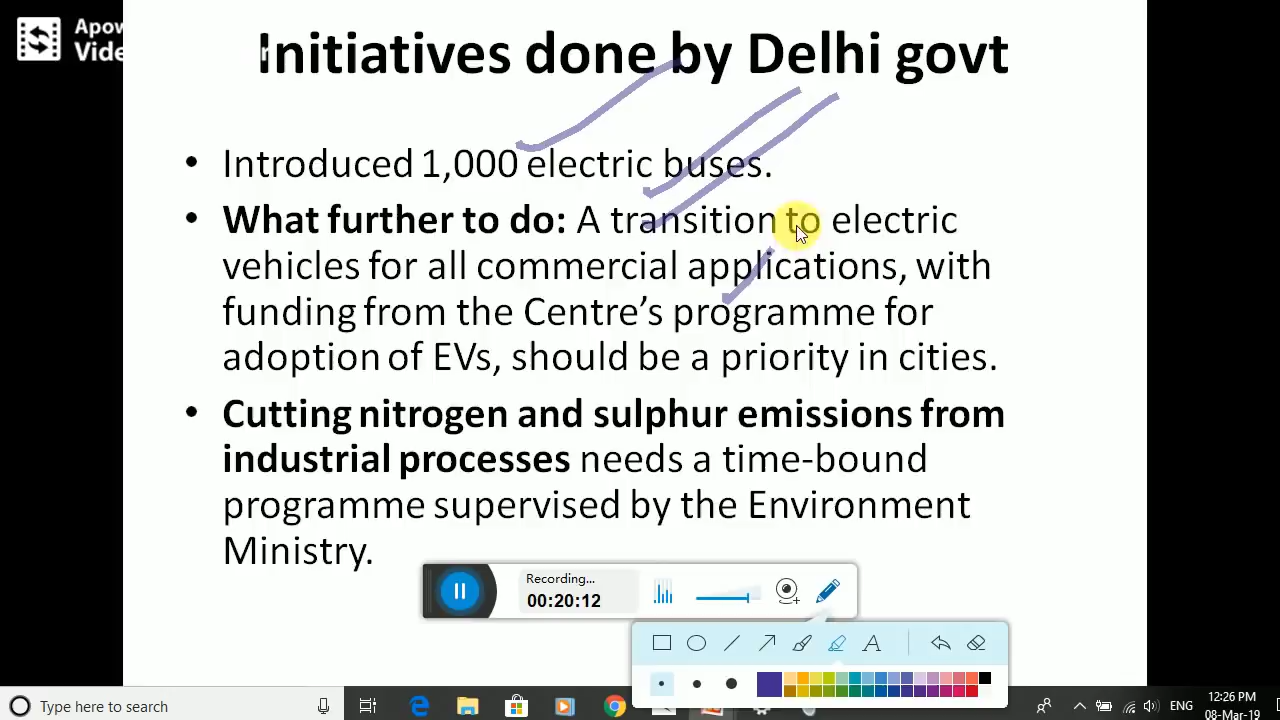 Apow
Vide
Initiatives done by Delhi govt
• Introduced 1,000 electric buses.
• What further to do: A transition to electric
vehicles for all commercial applications, with
funding from the Centre’s programme for
adoption of EVs, should be a priority in cities.
• Cutting nitrogen and sulphur emissions from
industrial processes needs a time-bound
programme supervised by the Environment
Ministry.
Recording...
00:20:12
A
Type here to search
ENG
12:26 PM
08-Mar-19